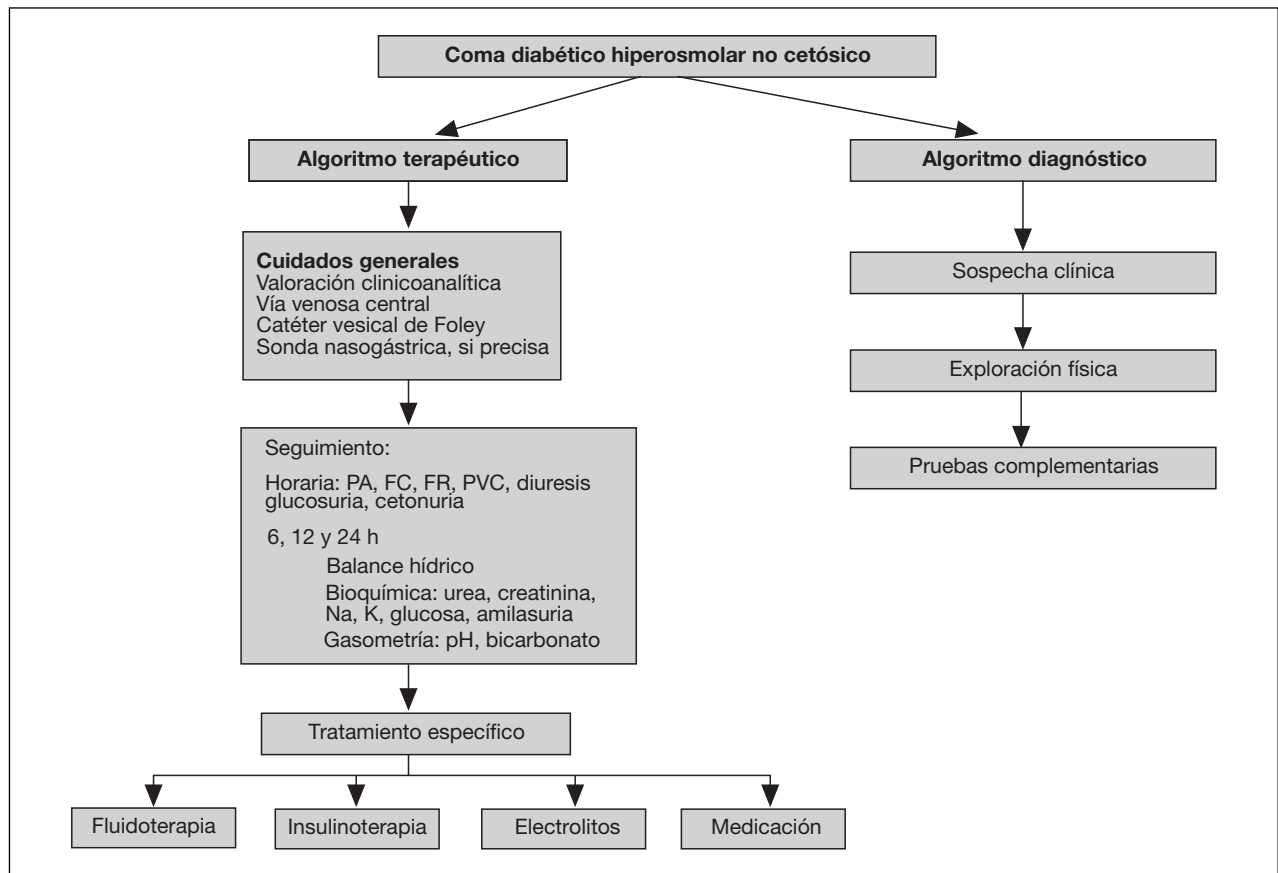 Coma diabético hiperosmolar no cetósico
Algoritmo terapéutico
Cuidados generales
Valoración clinicoanalítica
Vía venosa central
Catéter vesical de Foley
Sonda nasogástrica, si precisa
Seguimiento:
Horaria: PA, FC, FR, PVC, diuresis
glucosuria, cetonuria
6, 12 y 24 h
Balance hídrico
Bioquímica: urea, creatinina,
Na, K, glucosa, amilasuria
Gasometría: pH, bicarbonato
Tratamiento específico
Fluidoterapia
Insulinoterapia
Electrolitos
Medicación
Algoritmo diagnóstico
Sospecha clínica
Exploración física
Pruebas complementarias